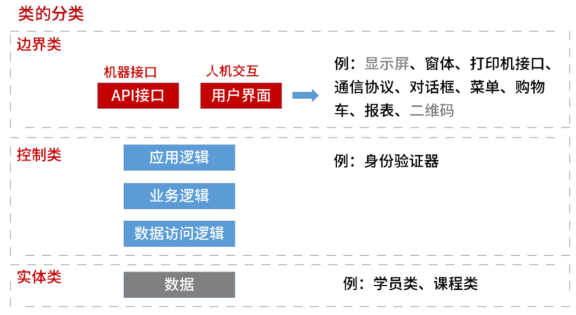 类的分类
边界类
机器接口 人机交互
API接口 用户界面
例：显示屏、窗体、打印机接口、
通信协议、对话框、菜单、购物
车、报表、二维码
控制类
应用逻辑
例：身份验证器
业务逻辑
数据访问逻辑
实体类
数据
例：学员类、课程类